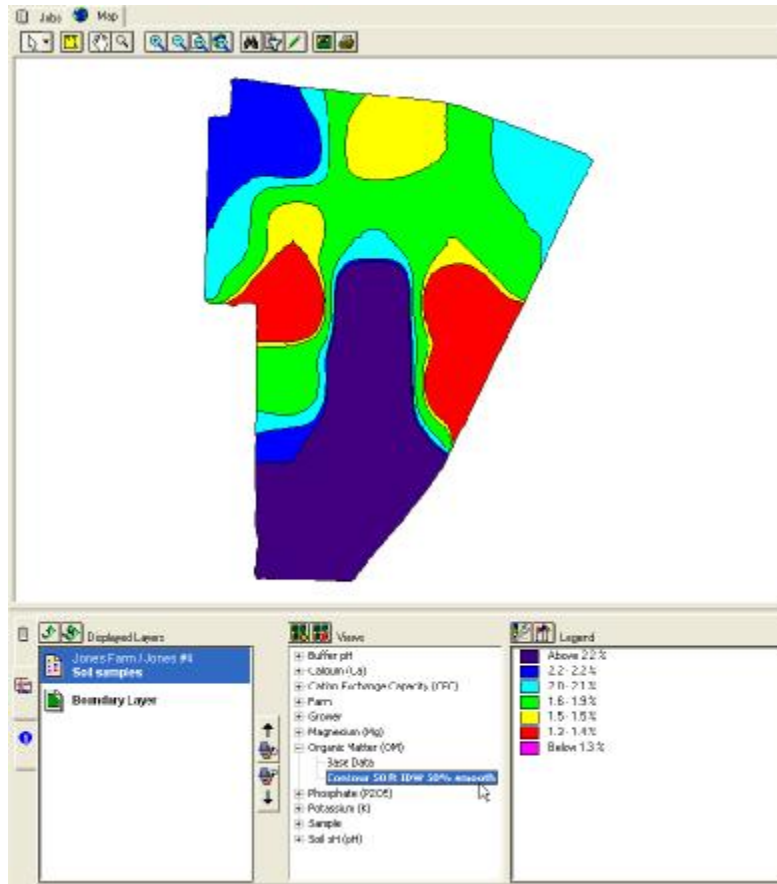 Jobs Map
Displayed Layers
Jones Farm / Jones #4
Soil samples
Boundary Layer
Views
Buffer pH
Calcium (Ca)
Cation Exchange Capacity (CEC)
Farm
Grower
Magnesium (Mg)
Organic Matter (OM)
Base Data
Contour 50 ft IDW 50% smooth
Phosphate (P2O5)
Potassium (K)
Sample
Soil pH (pH)
Legend
Above 2.2 %
2.2 - 2.2 %
2.0 - 2.1 %
1.6 - 1.9 %
1.5 - 1.5 %
1.2 - 1.4 %
Below 1.3 %